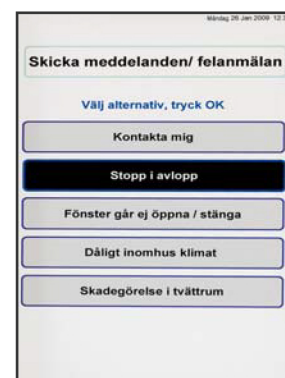 Måndag 26 Jan 2009 12.
Skicka meddelanden/ felanmälan
Välj alternativ, tryck OK
Kontakta mig
Stopp i avlopp
Fönster går ej öppna / stänga
Dåligt inomhus klimat
Skadegörelse i tvättrum